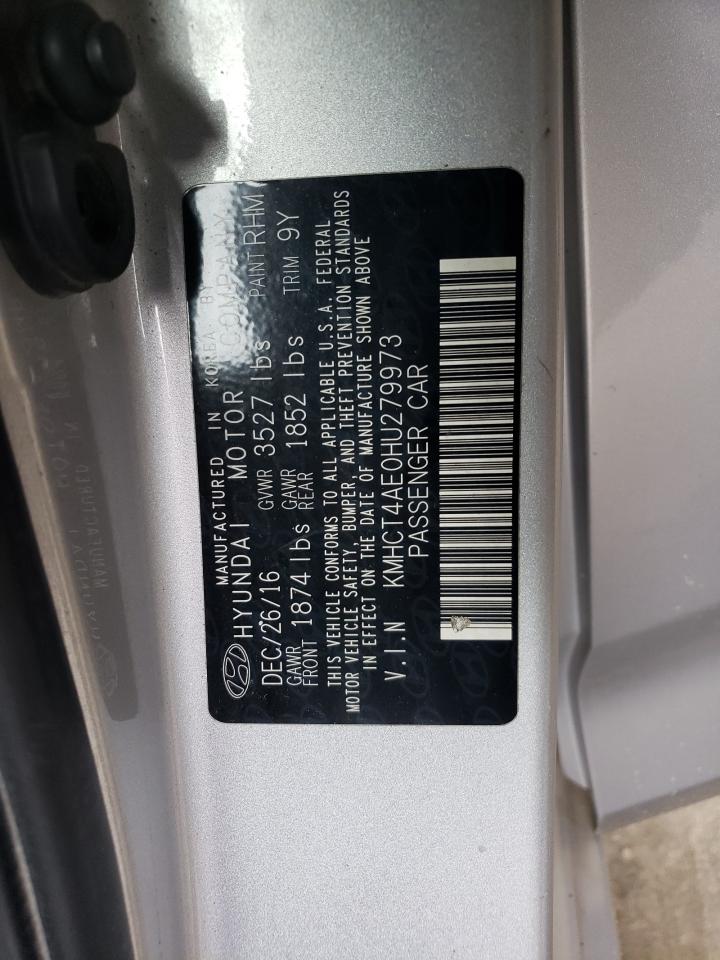 MANUFACTURED IN KOREA BY
HYUNDAI MOTOR COMPANY
DEC/26/16 GVWR 3527 lbs PAINT RHM
GAWR FRONT 1874 lbs GAWR REAR 1852 lbs TRIM 9Y
THIS VEHICLE CONFORMS TO ALL APPLICABLE U.S.A. FEDERAL
MOTOR VEHICLE SAFETY, BUMPER, AND THEFT PREVENTION STANDARDS
IN EFFECT ON THE DATE OF MANUFACTURE SHOWN ABOVE
V.I.N KMHCT4AE0HU279973
PASSENGER CAR